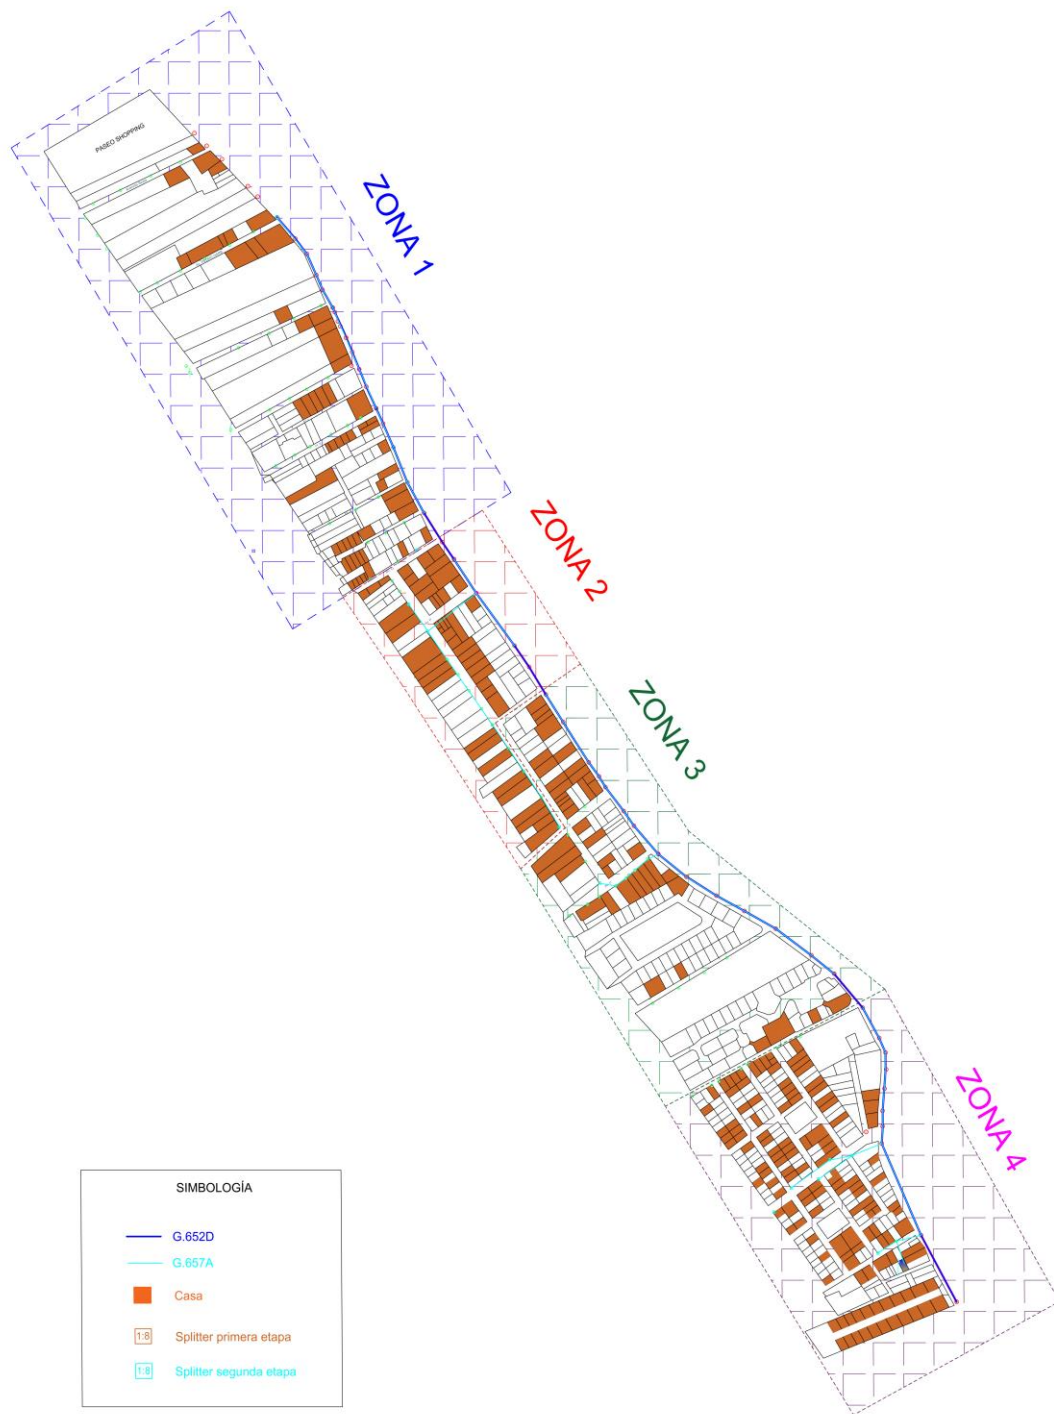 PASEO SHOPPING
ZONA 1
ZONA 2
ZONA 3
ZONA 4
SIMBOLOGÍA
G.652D
G.657A
Casa
1:8 Splitter primera etapa
1:8 Splitter segunda etapa